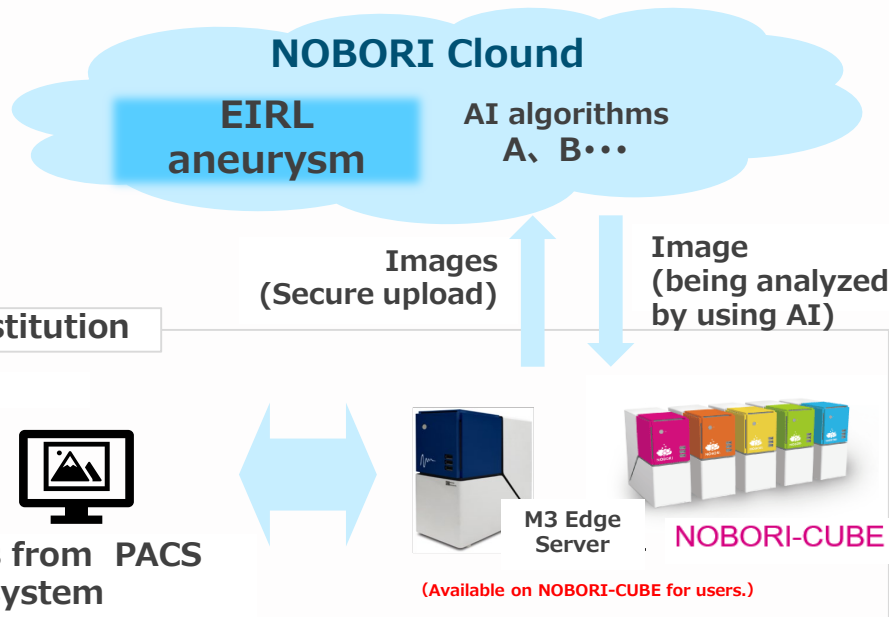 NOBORI Clound
EIRL
aneurysm
AI algorithms
A、B・・・
Images
(Secure upload)
Image
(being analyzed
by using AI)
stitution
from PACS
ystem
M3 Edge
Server
NOBORI-CUBE
(Available on NOBORI-CUBE for users.)